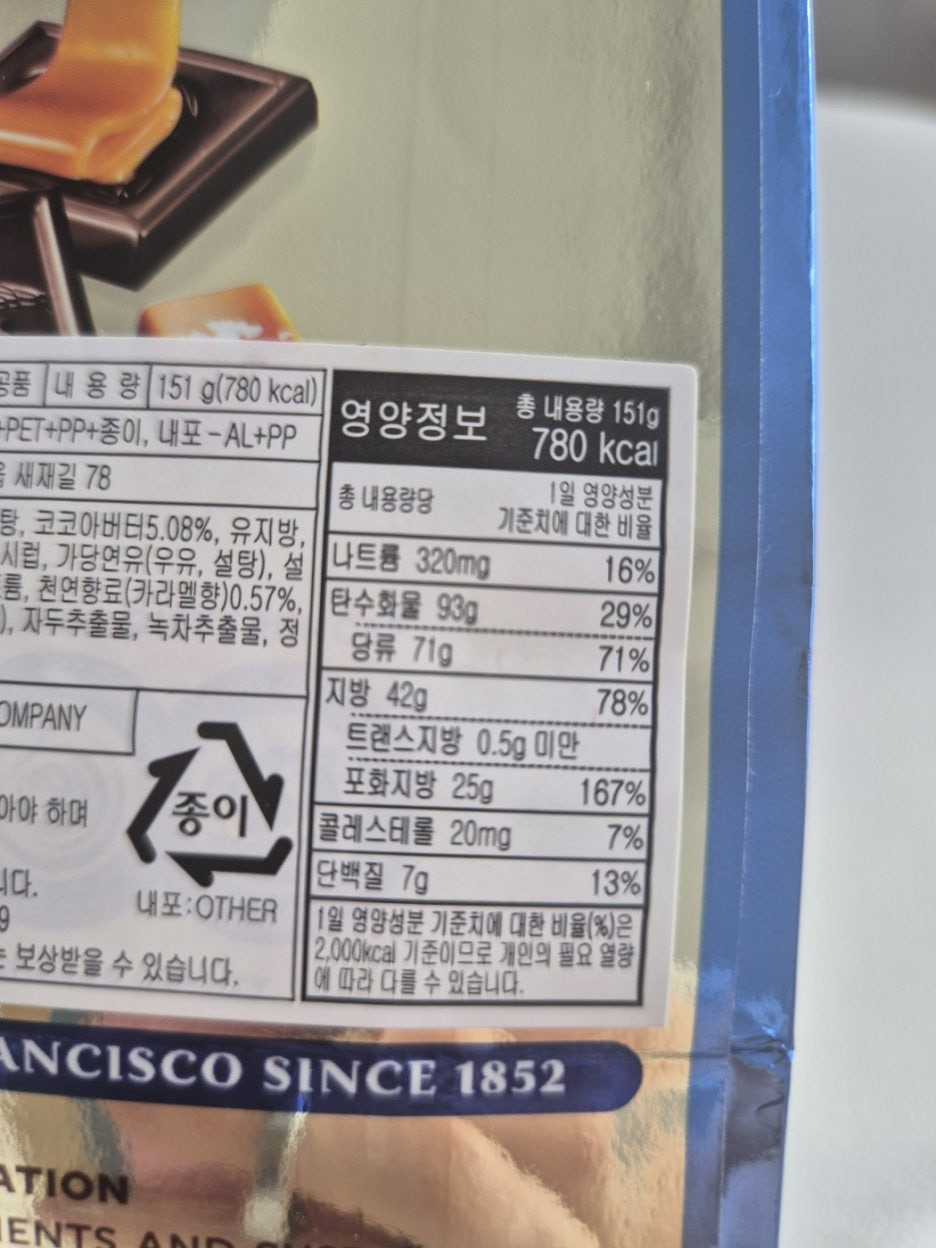 공품 내 용 량 151 g(780 kcal)
+PET+PP+종이, 내포-AL+PP
새재길 78
탕, 코코아버터5.08%, 유지방,
시럽, 가당연유(우유, 설탕), 설
륨, 천연향료(카라멜향)0.57%,
), 자두추출물, 녹차추출물, 정
OMPANY
아야 하며
종이
니다.
내포:OTHER
9
는 보상받을 수 있습니다.
영양정보
총 내용량 151g
780 kcal
총 내용량당
1일 영양성분
기준치에 대한 비율
나트륨 320mg 16%
탄수화물 93g 29%
당류 71g 71%
지방 42g 78%
트랜스지방 0.5g 미만
포화지방 25g 167%
콜레스테롤 20mg 7%
단백질 7g 13%
1일 영양성분 기준치에 대한 비율(%)은
2,000kcal 기준이므로 개인의 필요 열량
에 따라 다를 수 있습니다.
ANCISCO SINCE 1852
ATION
IENTS AND